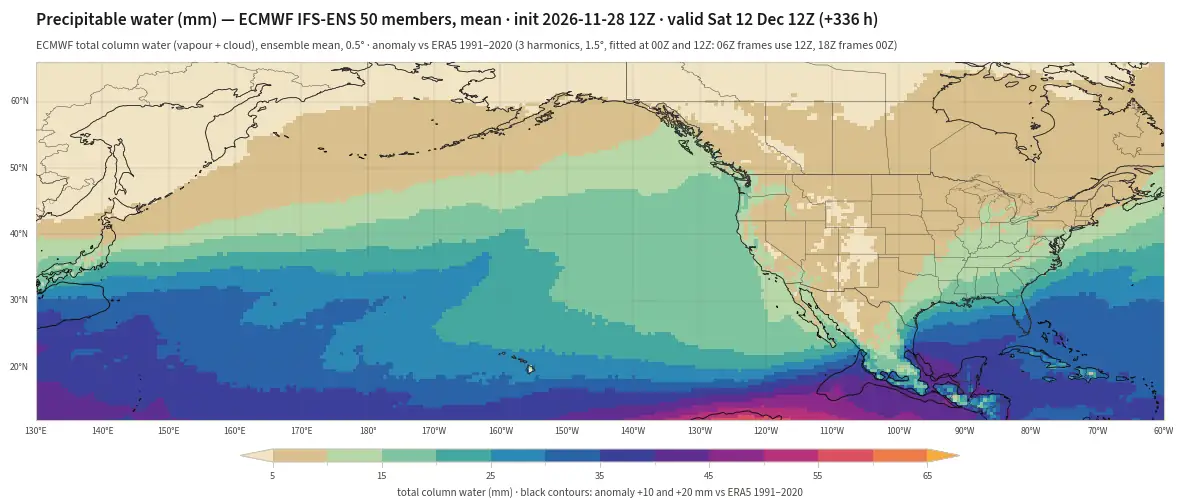 Precipitable water (mm) — ECMWF IFS-ENS 50 members, mean · init 2026-11-28 12Z · valid Sat 12 Dec 12Z (+336 h)
ECMWF total column water (vapour + cloud), ensemble mean, 0.5° · anomaly vs ERA5 1991–2020 (3 harmonics, 1.5°, fitted at 00Z and 12Z: 06Z frames use 12Z, 18Z frames 00Z)
60°N
50°N
40°N
30°N
20°N
130°E 140°E 150°E 160°E 170°E 180° 170°W 160°W 150°W 140°W 130°W 120°W 110°W 100°W 90°W 80°W 70°W 60°W
5 15 25 35 45 55 65
total column water (mm) · black contours: anomaly +10 and +20 mm vs ERA5 1991–2020